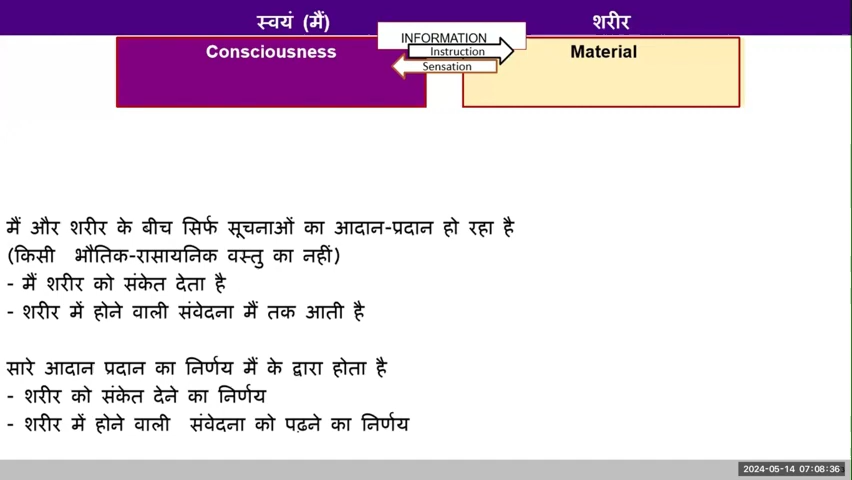 स्वयं (मैं) शरीर
INFORMATION
Consciousness Instruction Material
Sensation
मैं और शरीर के बीच सिर्फ सूचनाओं का आदान-प्रदान हो रहा है
(किसी भौतिक-रासायनिक वस्तु का नहीं)
- मैं शरीर को संकेत देता है
- शरीर में होने वाली संवेदना मैं तक आती है
सारे आदान प्रदान का निर्णय मैं के द्वारा होता है
- शरीर को संकेत देने का निर्णय
- शरीर में होने वाली संवेदना को पढ़ने का निर्णय
2024-05-14 07:08:36